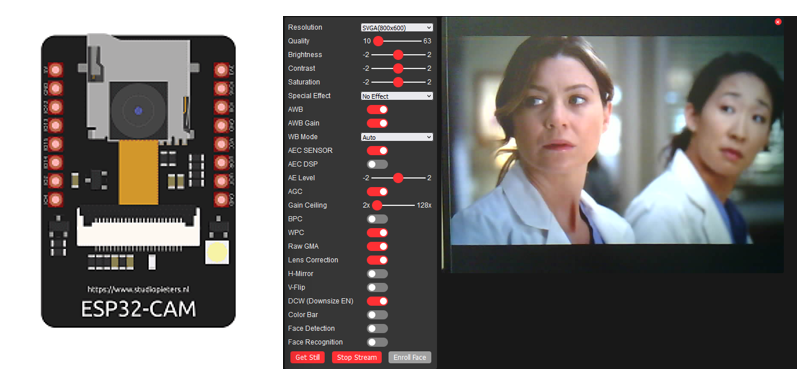 https://www.studiopieters.nl
ESP32-CAM
Resolution SVGA(800x600)
Quality 10 63
Brightness -2 2
Contrast -2 2
Saturation -2 2
Special Effect No Effect
AWB
AWB Gain
WB Mode Auto
AEC SENSOR
AEC DSP
AE Level -2 2
AGC
Gain Ceiling 2x 128x
BPC
WPC
Raw GMA
Lens Correction
H-Mirror
V-Flip
DCW (Downsize EN)
Color Bar
Face Detection
Face Recognition
Get Still Stop Stream Enroll Face